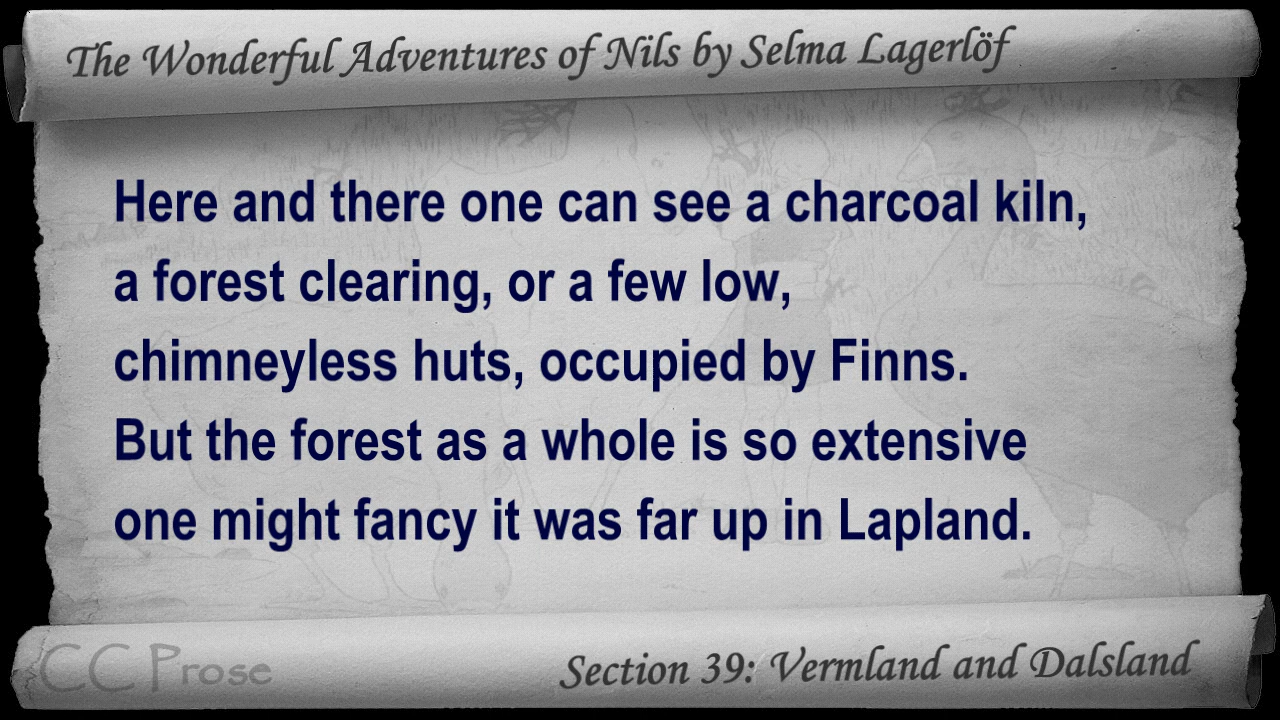 The Wonderful Adventures of Nils by Selma Lagerlöf
Here and there one can see a charcoal kiln,
a forest clearing, or a few low,
chimneyless huts, occupied by Finns.
But the forest as a whole is so extensive
one might fancy it was far up in Lapland.
CC Prose
Section 39: Vermland and Dalsland